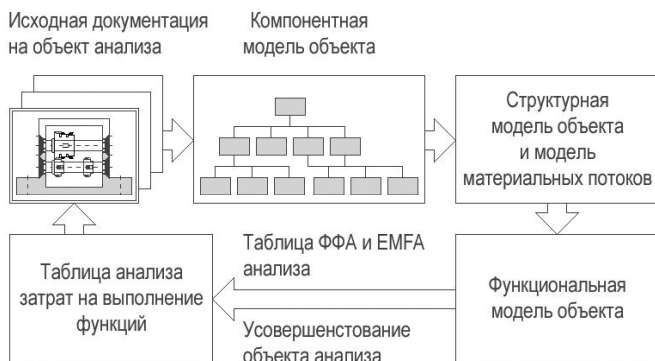 Исходная документация
на объект анализа
Компонентная
модель объекта
Структурная
модель объекта
и модель
материальных потоков
Таблица анализа
затрат на выполнение
функций
Таблица ФФА и EMFA
анализа
Усовершенстование
объекта анализа
Функциональная
модель объекта